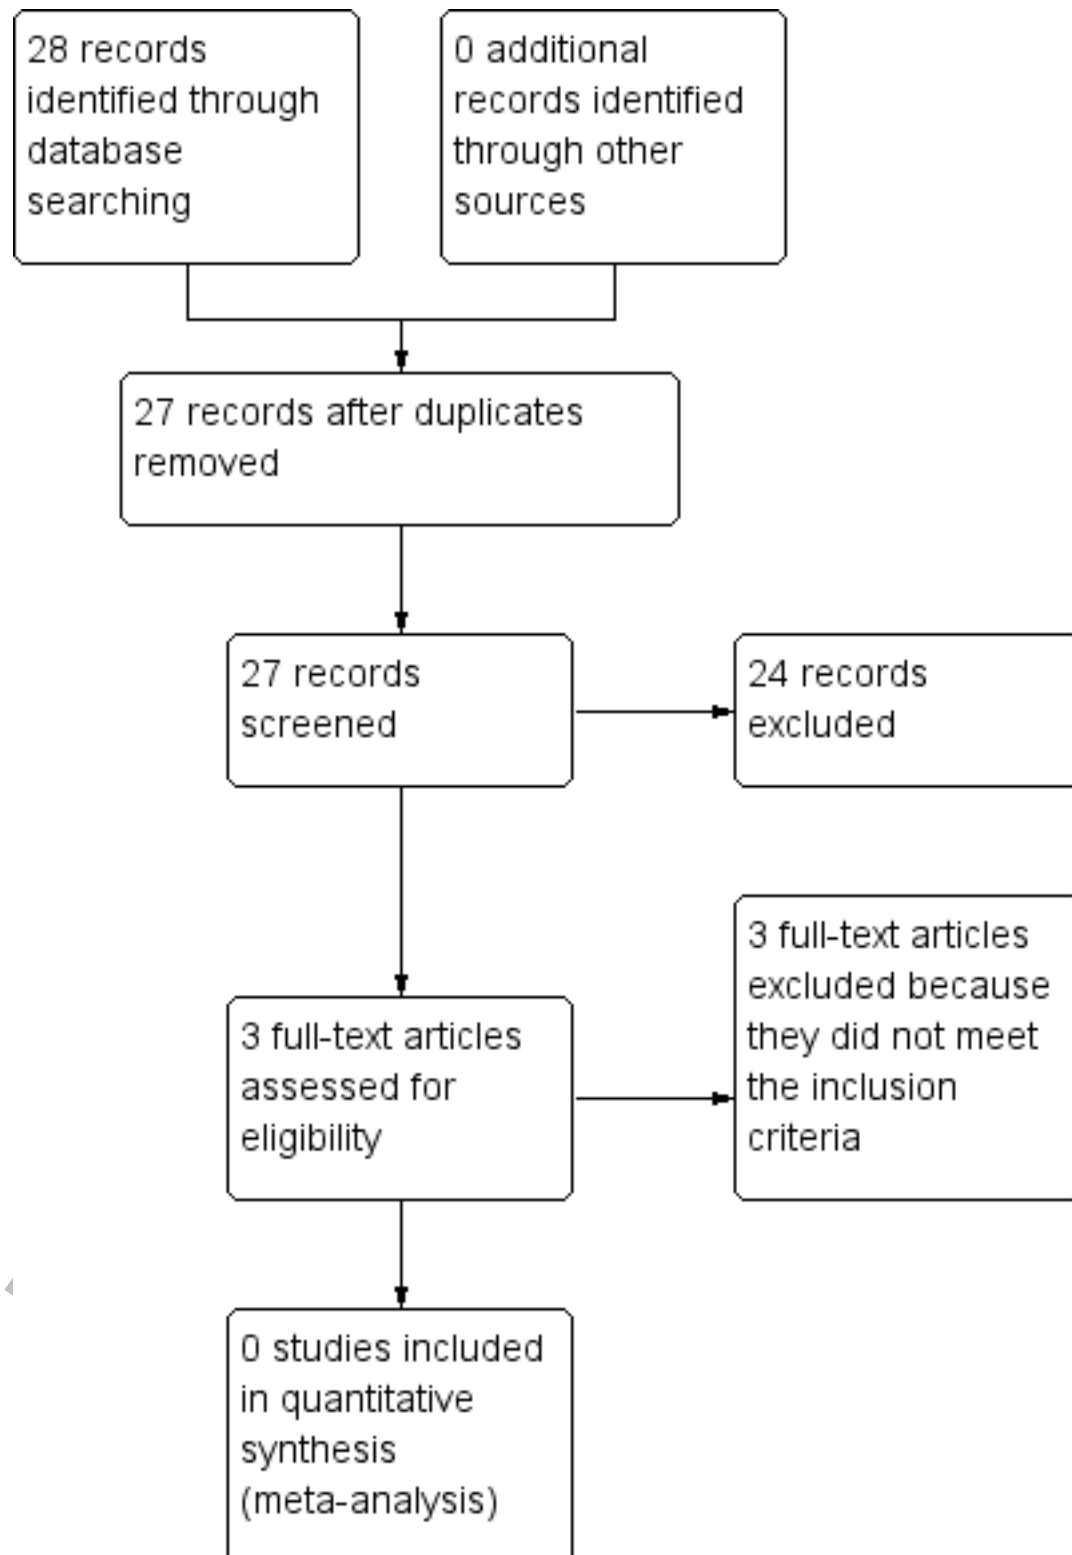 28 records
identified through
database
searching
0 additional
records identified
through other
sources
27 records after duplicates
removed
27 records
screened
24 records
excluded
3 full-text articles
assessed for
eligibility
3 full-text articles
excluded because
they did not meet
the inclusion
criteria
0 studies included
in quantitative
synthesis
(meta-analysis)